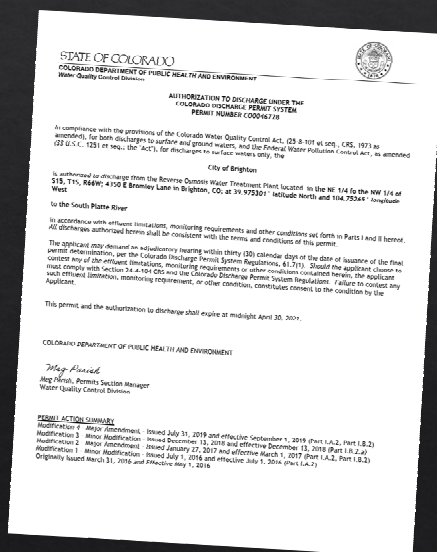 STATE OF COLORADO
COLORADO DEPARTMENT OF PUBLIC HEALTH AND ENVIRONMENT
Water Quality Control Division
AUTHORIZATION TO DISCHARGE UNDER THE
COLORADO DISCHARGE PERMIT SYSTEM
PERMIT NUMBER CO0046778
In compliance with the provisions of the Colorado Water Quality Control Act, (25-8-101 et seq., CRS, 1973 as
amended), for both discharges to surface and ground waters, and the Federal Water Pollution Control Act, as amended
(33 U.S.C. 1251 et seq.; the "Act"), for discharges to surface waters only, the
City of Brighton
is authorized to discharge from the Reverse Osmosis Water Treatment Plant located in the NE 1/4 fo the NW 1/4 of
S15, T1S, R66W; 4350 E Bromley Lane in Brighton, CO; at 39.975301° latitude North and 104.75265° longitude
West
to the South Platte River
in accordance with effluent limitations, monitoring requirements and other conditions set forth in Parts I and II hereof.
All discharges authorized herein shall be consistent with the terms and conditions of this permit.
The applicant may demand an adjudicatory hearing within thirty (30) calendar days of the date of issuance of the final
permit determination, per the Colorado Discharge Permit System Regulations, 61.7(1). Should the applicant choose to
contest any of the effluent limitations, monitoring requirements or other conditions contained herein, the applicant
must comply with Section 24-4-104 CRS and the Colorado Discharge Permit System Regulations. Failure to contest any
such effluent limitation, monitoring requirement, or other condition, constitutes consent to the condition by the
Applicant.
This permit and the authorization to discharge shall expire at midnight April 30, 2021.
COLORADO DEPARTMENT OF PUBLIC HEALTH AND ENVIRONMENT
Meg Parish
Meg Parish, Permits Section Manager
Water Quality Control Division
PERMIT ACTION SUMMARY
Modification 4 - Major Amendment - Issued July 31, 2019 and effective September 1, 2019 (Part I.A.2, Part I.B.2)
Modification 3 - Minor Modification - Issued December 13, 2018 and effective December 13, 2018 (Part I.B.2.a)
Modification 2 - Major Amendment - Issued January 27, 2017 and effective March 1, 2017 (Part I.A.2, Part I.B.2)
Modification 1 - Minor Modification - Issued July 1, 2016 and effective July 1, 2016 (Part I.A.2)
Originally Issued March 31, 2016 and Effective May 1, 2016